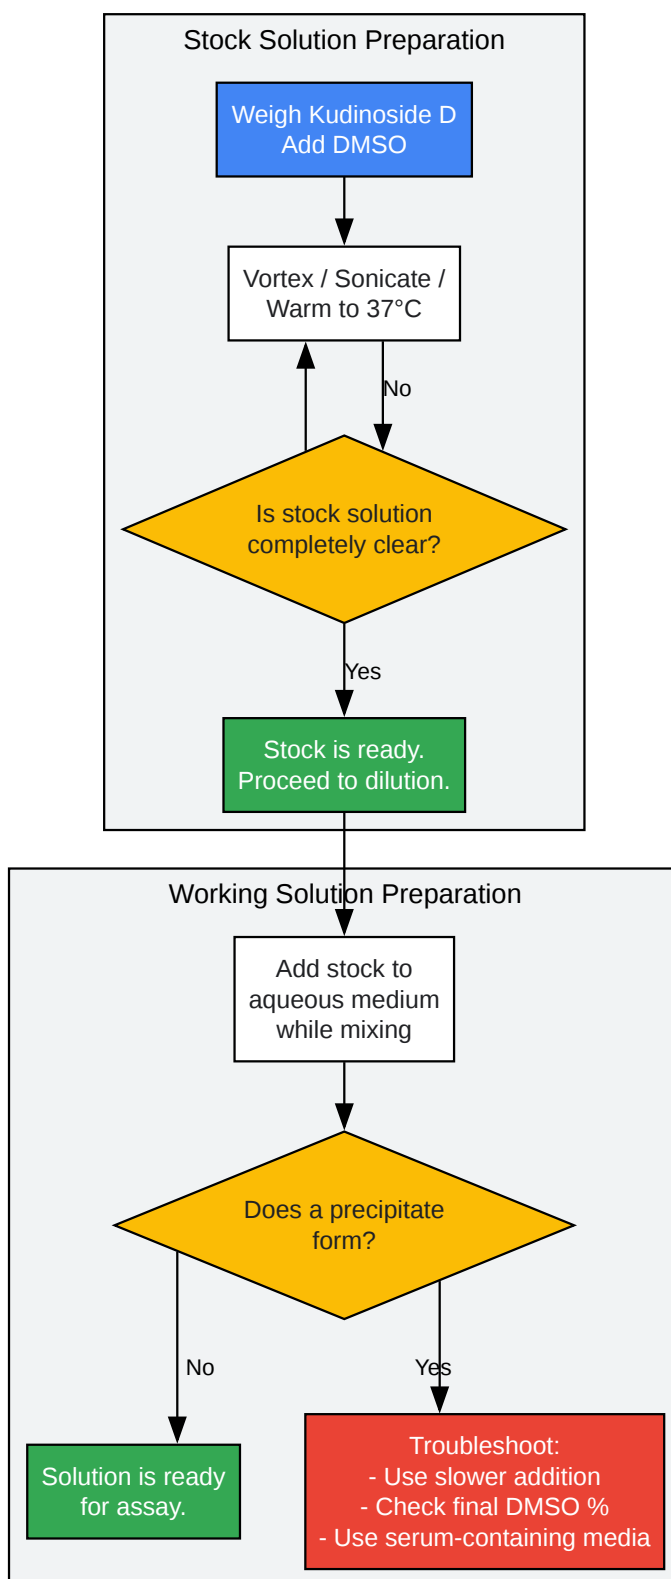 Stock Solution Preparation
Weigh Kudinoside D
Add DMSO
Vortex / Sonicate /
Warm to 37°C
No
Is stock solution
completely clear?
Yes
Stock is ready.
Proceed to dilution.
Working Solution Preparation
Add stock to
aqueous medium
while mixing
Does a precipitate
form?
No
Yes
Solution is ready
for assay.
Troubleshoot:
- Use slower addition
- Check final DMSO %
- Use serum-containing media